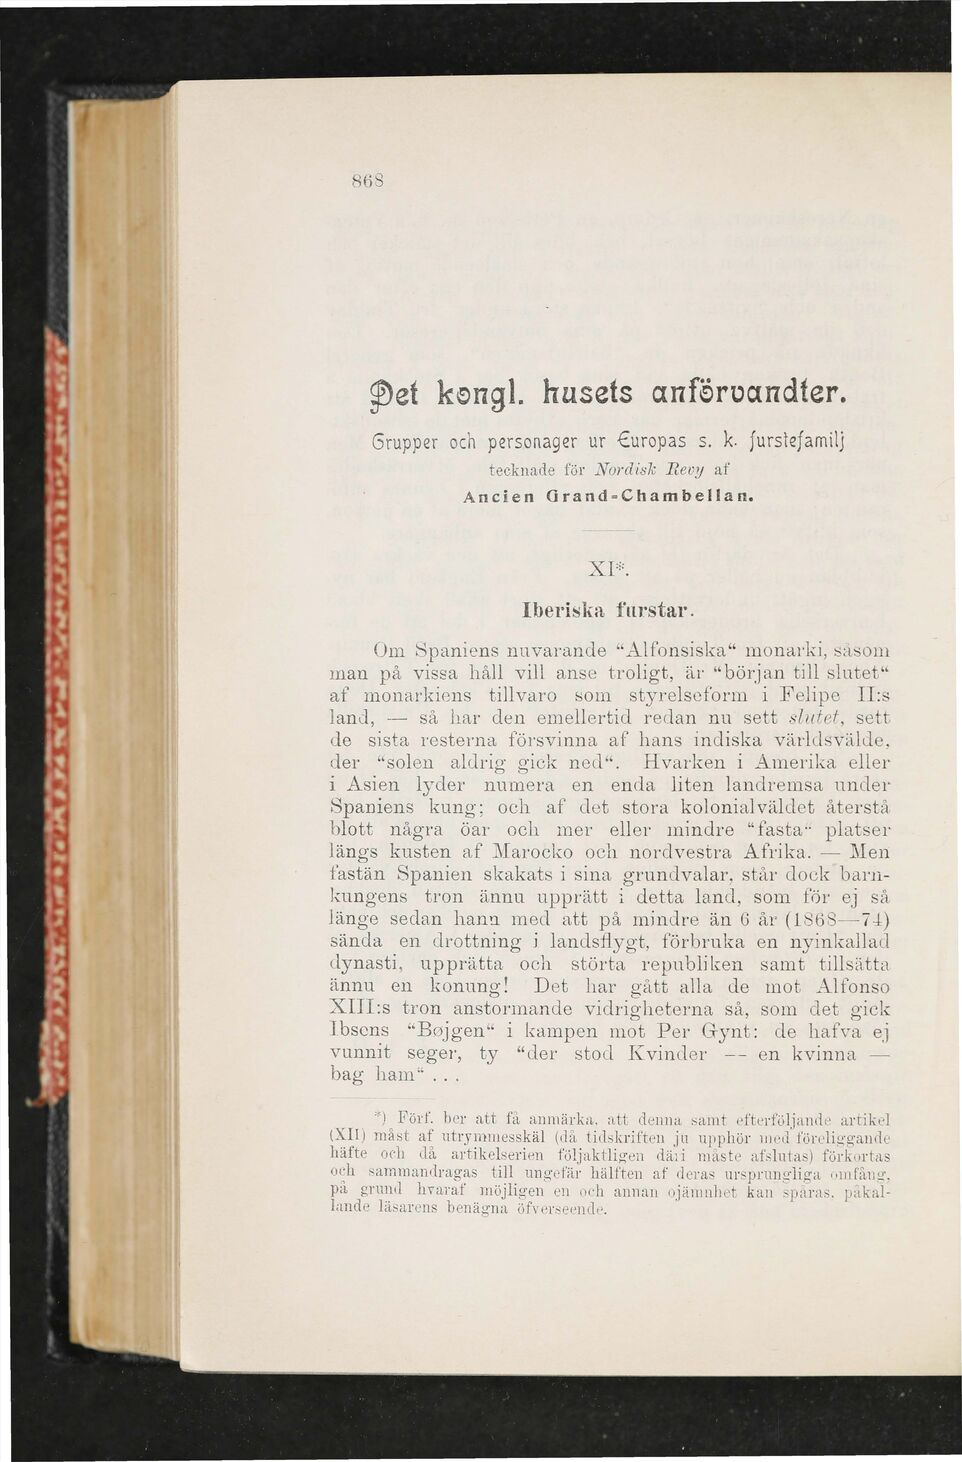 868
Det kongl. husets anförvandter.
Grupper och personager ur Europas s. k. furstefamilj
tecknade för Nordisk Revy af
Ancien Grand-Chambellan.
XI*.
Iberiska furstar.
Om Spaniens nuvarande “Alfonsiska“ monarki, såsom
man på vissa håll vill anse troligt, är “början till slutet“
af monarkiens tillvaro som styrelseform i Felipe II:s
land, — så har den emellertid redan nu sett slutet, sett
de sista resterna försvinna af hans indiska världsvälde,
der “solen aldrig gick ned“. Hvarken i Amerika eller
i Asien lyder numera en enda liten landremsa under
Spaniens kung; och af det stora kolonialväldet återstå
blott några öar och mer eller mindre “fasta“ platser
längs kusten af Marocko och nordvestra Afrika. — Men
fastän Spanien skakats i sina grundvalar, står dock barn-
kungens tron ännu upprätt i detta land, som för ej så
länge sedan hann med att på mindre än 6 år (1868—74)
sända en drottning i landsflygt, förbruka en nyinkallad
dynasti, upprätta och störta republiken samt tillsätta
ännu en konung! Det har gått alla de mot Alfonso
XIII:s tron anstormande vidrigheterna så, som det gick
Ibsens “Bøjgen“ i kampen mot Per Gynt: de hafva ej
vunnit seger, ty “der stod Kvinder — en kvinna —
bag ham“ . . .
*) Förf. ber att få anmärka, att denna samt efterföljande artikel
(XII) måst af utrymmesskäl (då tidskriften ju upphör med föreliggande
häfte och då artikelserien följaktligen däri måste afslutas) förkortas
och sammandragas till ungefär hälften af deras ursprungliga omfång,
på grund hvaraf möjligen en och annan ojämnhet kan spåras, påkal-
lande läsarens benägna öfverseende.